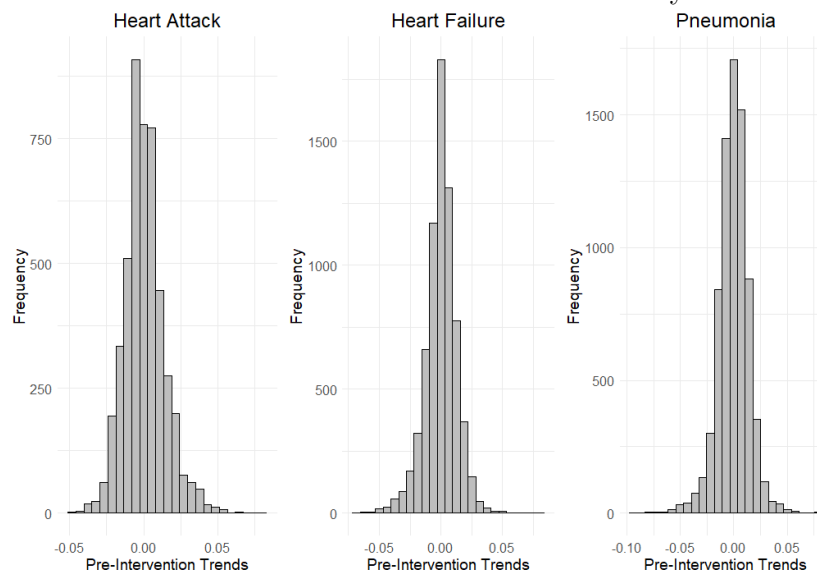 Heart Attack
Frequency
750
500
250
0
-0.05 0.00 0.05
Pre-Intervention Trends
Heart Failure
Frequency
1500
1000
500
0
-0.05 0.00 0.05
Pre-Intervention Trends
Pneumonia
Frequency
1500
1000
500
0
-0.10 -0.05 0.00 0.05
Pre-Intervention Trends